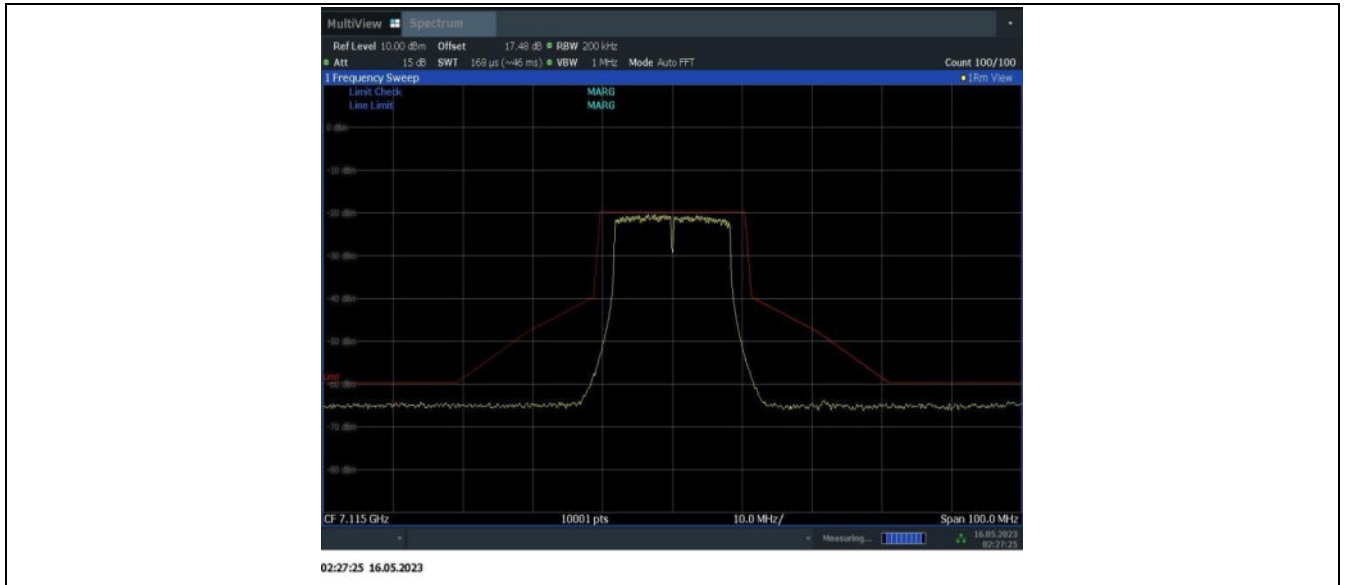 MultiView Spectrum
Ref Level 10.00 dBm Offset 17.48 dB RBW 200 kHz
Att 15 dB SWT 168 µs (~46 ms) VBW 1 MHz Mode Auto FFT Count 100/100
1 Frequency Sweep 1Rm View
Limit Check MARG
Line Limit MARG
0 dBm
-10 dBm
-20 dBm
-30 dBm
-40 dBm
-50 dBm
-60 dBm
-70 dBm
-80 dBm
CF 7.115 GHz 10001 pts 10.0 MHz/ Span 100.0 MHz
Measuring... 16.05.2023
02:27:25
02:27:25 16.05.2023